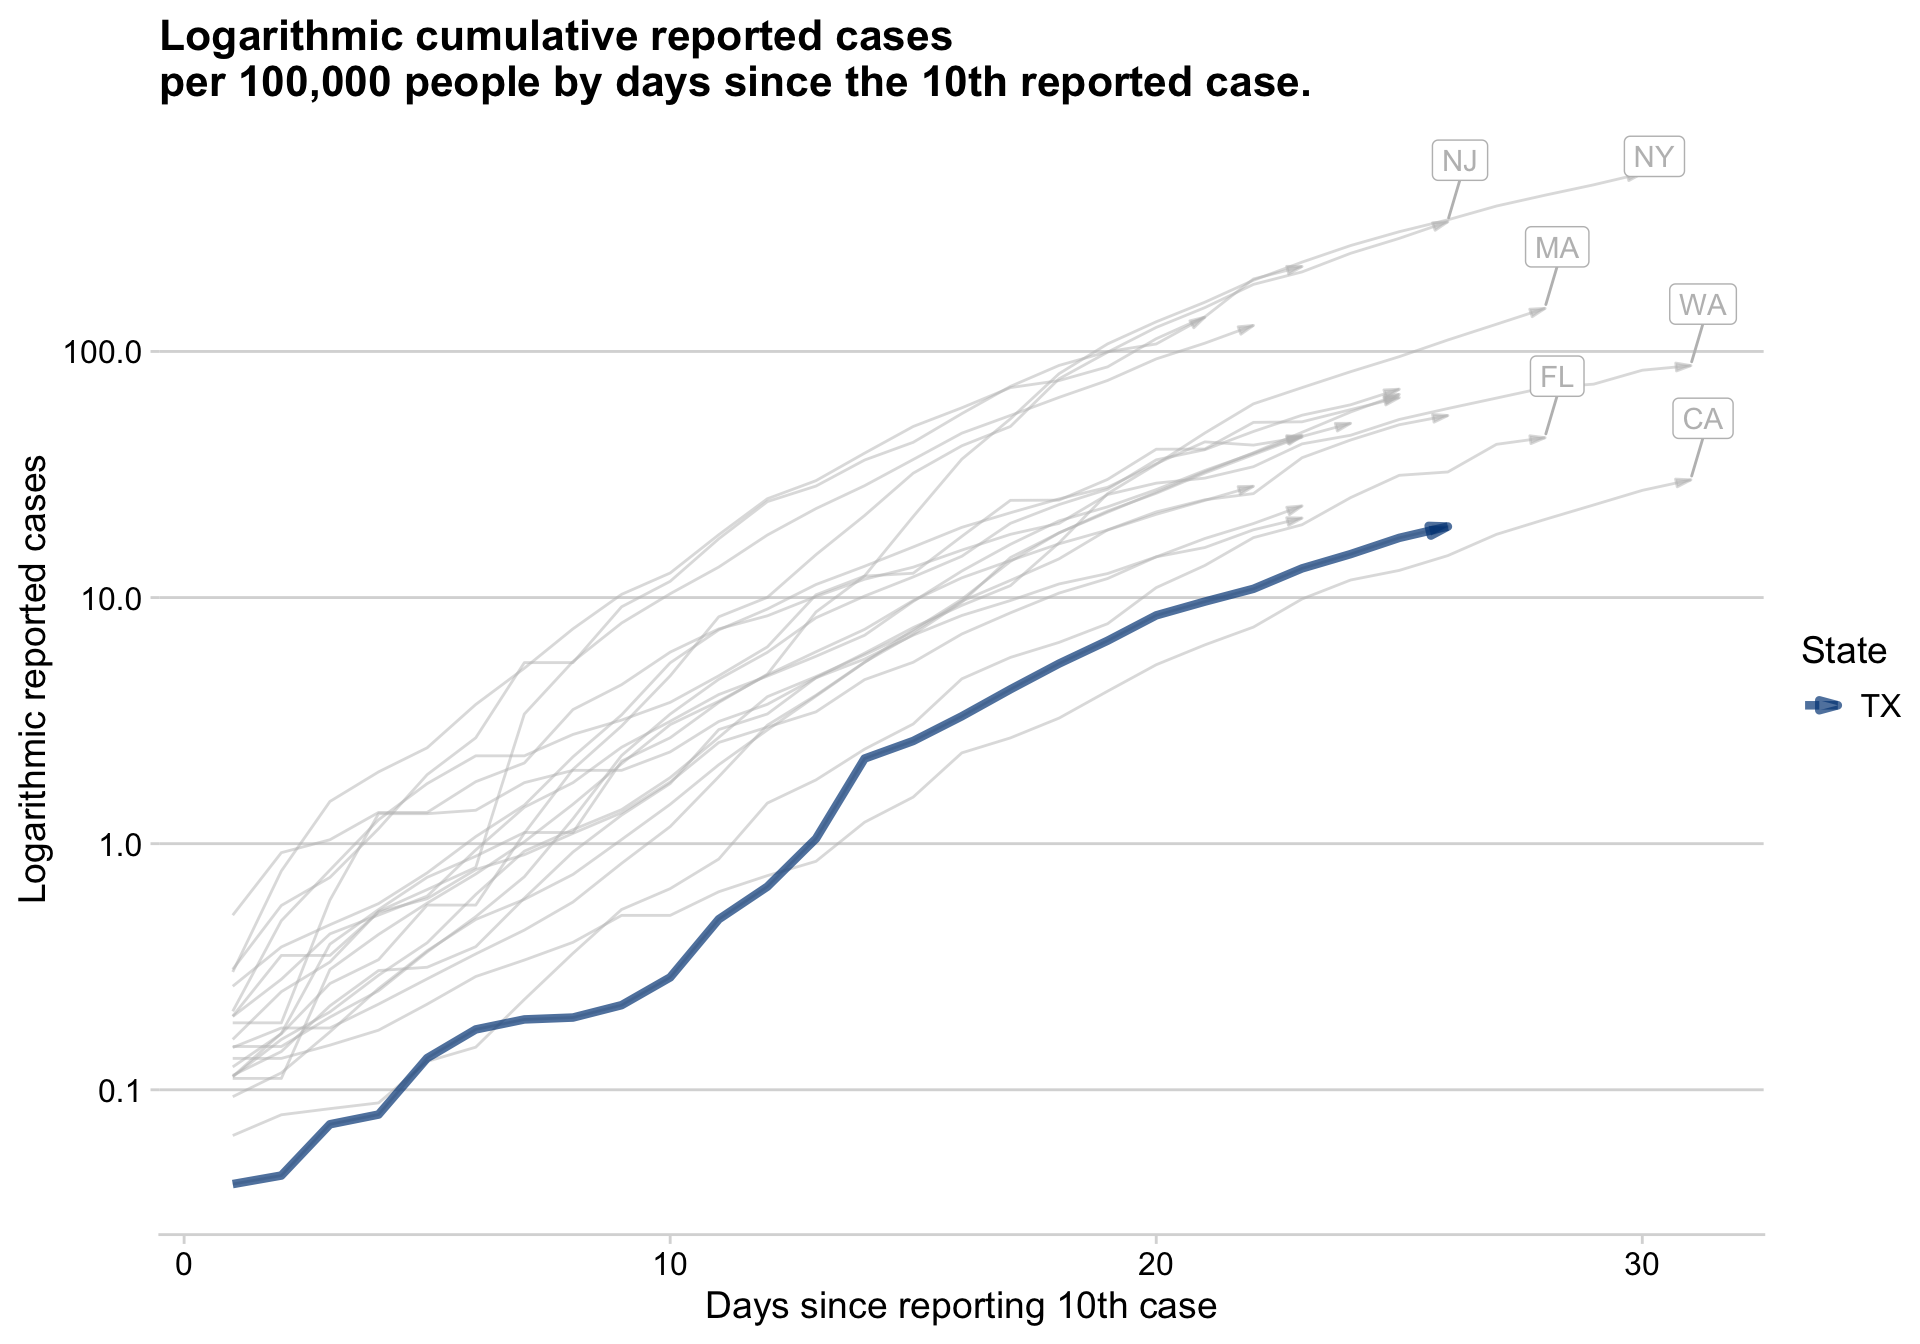 Logarithmic cumulative reported cases
per 100,000 people by days since the 10th reported case.
NJ
NY
MA
WA
FL
CA
100.0
10.0
1.0
0.1
Logarithmic reported cases
0
10
20
30
Days since reporting 10th case
State
TX